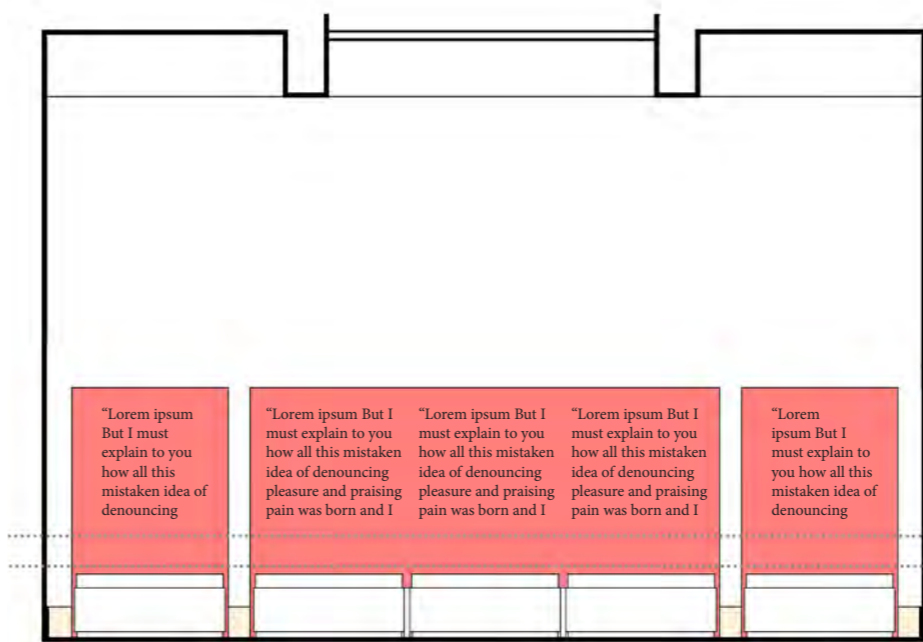 “Lorem ipsum
But I must
explain to you
how all this
mistaken idea of
denouncing
“Lorem ipsum But I
must explain to you
how all this mistaken
idea of denouncing
pleasure and praising
pain was born and I
“Lorem ipsum But I
must explain to you
how all this mistaken
idea of denouncing
pleasure and praising
pain was born and I
“Lorem ipsum But I
must explain to you
how all this mistaken
idea of denouncing
pleasure and praising
pain was born and I
“Lorem
ipsum But I
must explain to
you how all this
mistaken idea of
denouncing